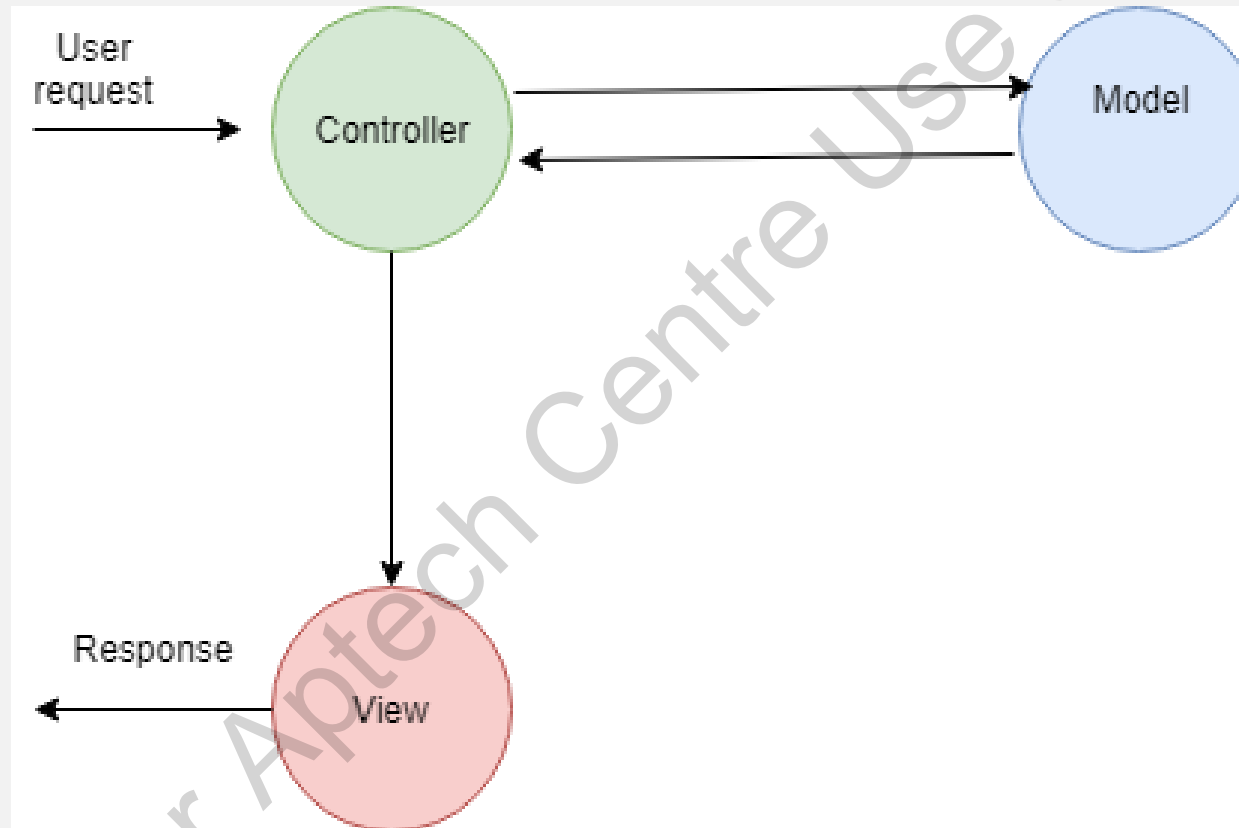 User
request
Controller
Model
Response
View
r Aptech Centre Use